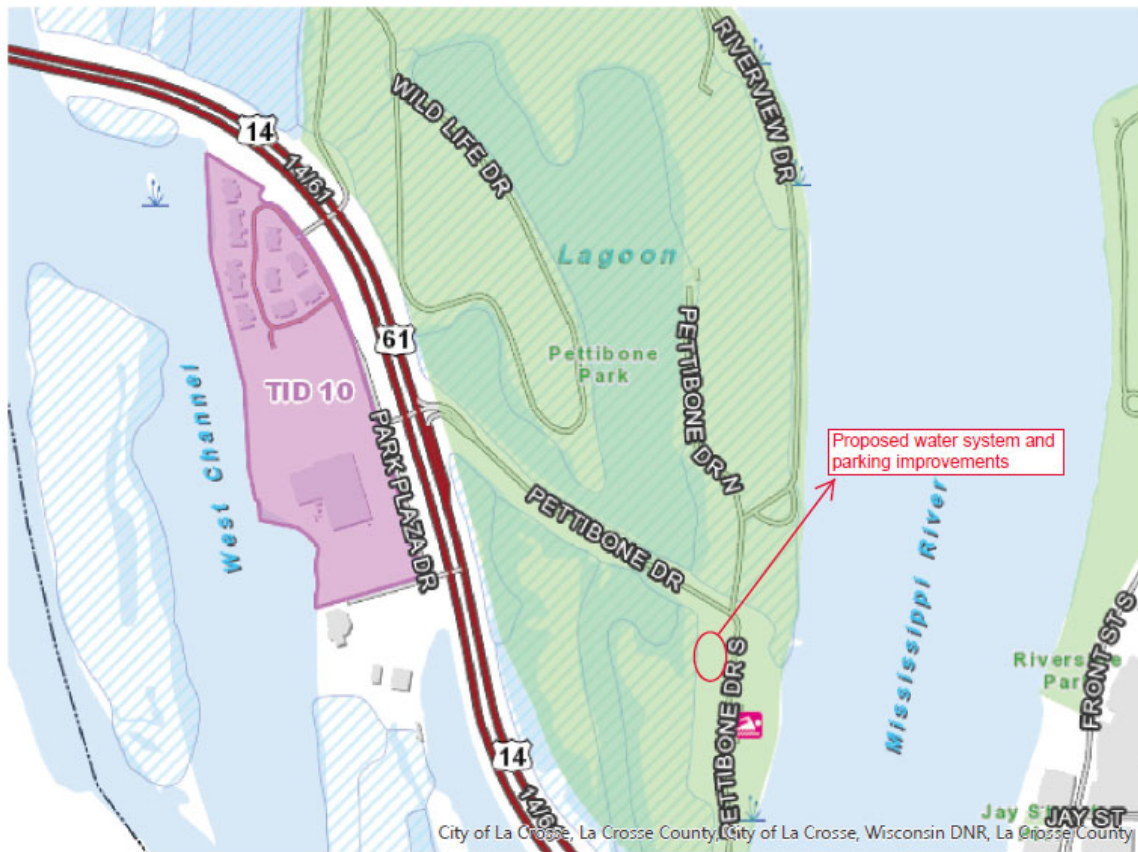 RIVERVIEW DR
14
14/61
WILD LIFE DR
Lagoon
61
PETTIBONE DR N
Pettibone
Park
TID 10
West Channel
PARK PLAZA DR
Proposed water system and
parking improvements
PETTIBONE DR
Mississippi River
PETTIBONE DR S
FRONT ST S
14
JAY ST
City of La Crosse, La Crosse County, City of La Crosse, Wisconsin DNR, La Crosse County